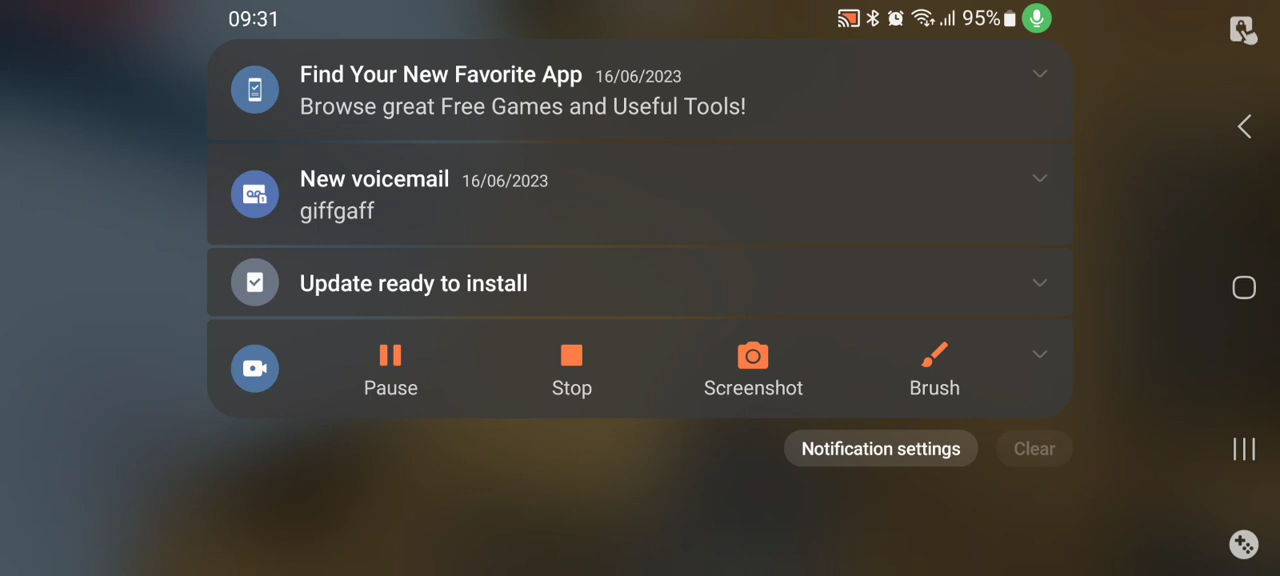 09:31
95%
Find Your New Favorite App 16/06/2023
Browse great Free Games and Useful Tools!
New voicemail 16/06/2023
giffgaff
Update ready to install
Pause
Stop
Screenshot
Brush
Notification settings
Clear